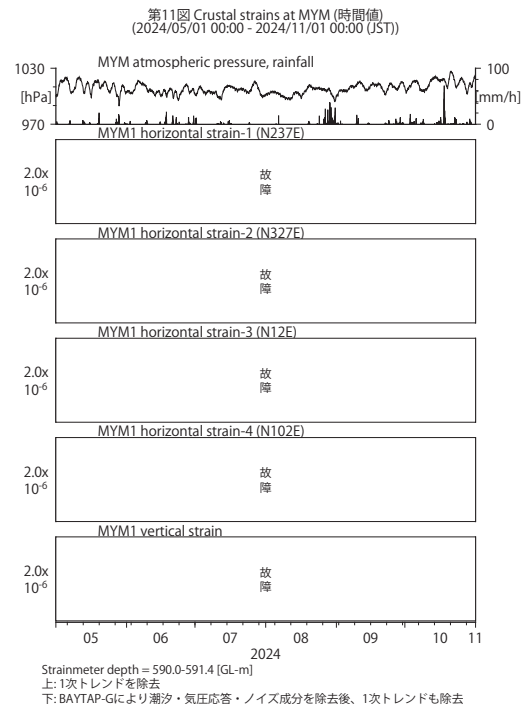 第11図 Crustal strains at MYM (時間値)
(2024/05/01 00:00 - 2024/11/01 00:00 (JST))
MYM atmospheric pressure, rainfall
1030
100
[hPa]
[mm/h]
970
0
MYM1 horizontal strain-1 (N237E)
2.0x
10-6
故
障
MYM1 horizontal strain-2 (N327E)
2.0x
10-6
故
障
MYM1 horizontal strain-3 (N12E)
2.0x
10-6
故
障
MYM1 horizontal strain-4 (N102E)
2.0x
10-6
故
障
MYM1 vertical strain
2.0x
10-6
故
障
05 06 07 08 09 10 11
2024
Strainmeter depth = 590.0-591.4 [GL-m]
上: 1次トレンドを除去
下: BAYTAP-Gにより潮汐・気圧応答・ノイズ成分を除去後、1次トレンドも除去